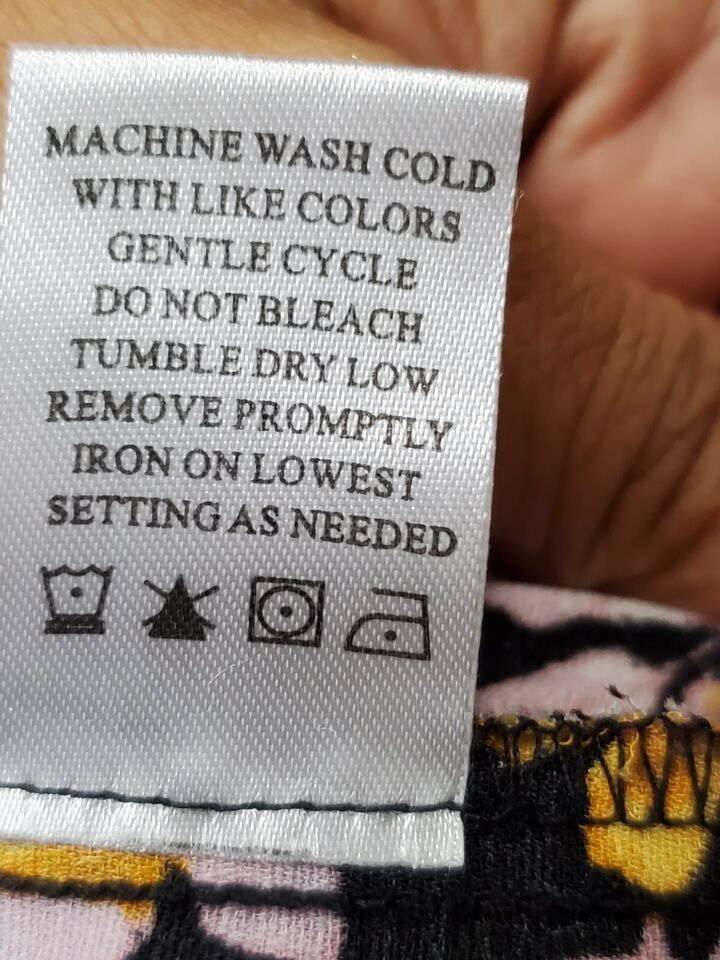 MACHINE WASH COLD
WITH LIKE COLORS
GENTLE CYCLE
DO NOT BLEACH
TUMBLE DRY LOW
REMOVE PROMPTLY
IRON ON LOWEST
SETTING AS NEEDED